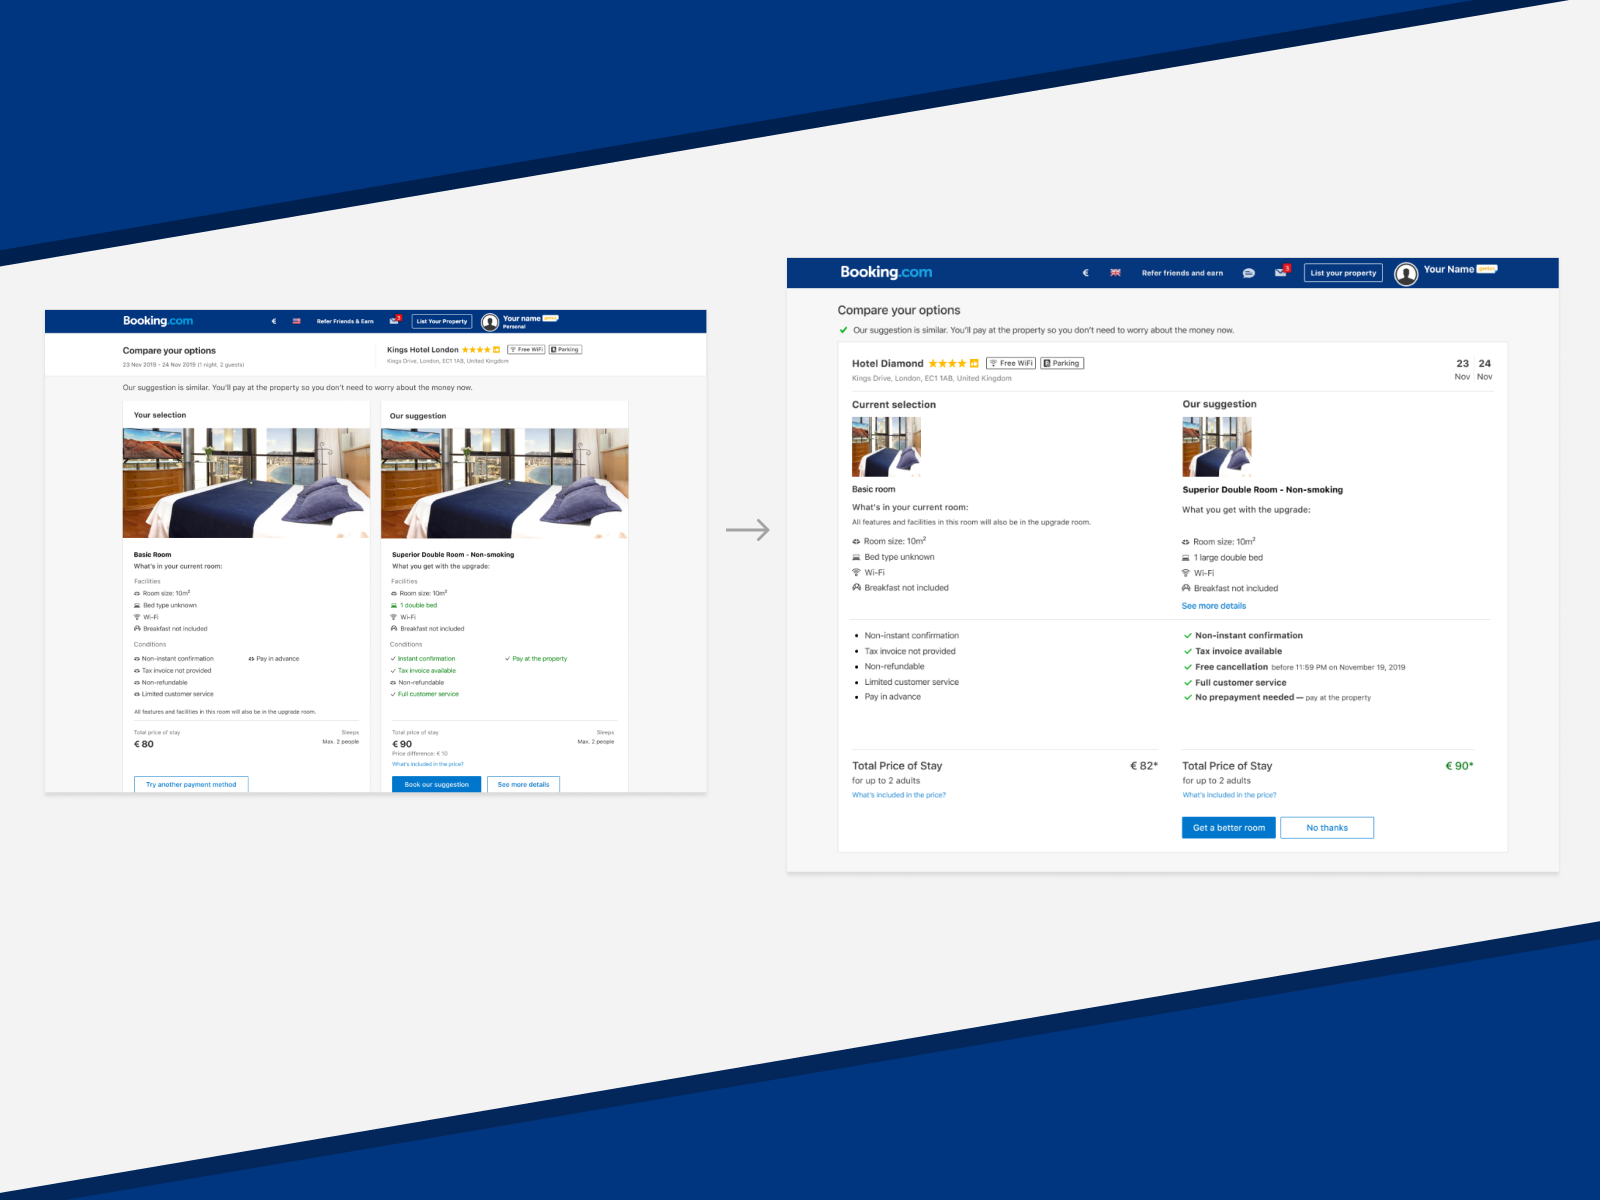 Booking.com
€
Refer Friends & Earn
3
List Your Property
Your name
Personal
Compare your options
23 Nov 2019 - 24 Nov 2019 (1 night, 2 guests)
Kings Hotel London
Free WiFi
P Parking
Kings Drive, London, EC1 1AB, United Kingdom
Our suggestion is similar. You'll pay at the property so you don't need to worry about the money now.
Your selection
Basic Room
What's in your current room:
Facilities
Room size: 10m²
Bed type unknown
Wi-Fi
Breakfast not included
Conditions
Non-instant confirmation
Pay in advance
Tax invoice not provided
Non-refundable
Limited customer service
All features and facilities in this room will also be in the upgrade room.
Total price of stay
Sleeps
€ 80
Max. 2 people
Try another payment method
Our suggestion
Superior Double Room - Non-smoking
What you get with the upgrade:
Facilities
Room size: 10m²
1 double bed
Wi-Fi
Breakfast not included
Conditions
Instant confirmation
Pay at the property
Tax invoice available
Non-refundable
Full customer service
Total price of stay
Sleeps
€ 90
Max. 2 people
Price difference: € 10
What's included in the price?
Book our suggestion
See more details
Booking.com
€
Refer friends and earn
3
List your property
Your Name
Compare your options
Our suggestion is similar. You'll pay at the property so you don't need to worry about the money now.
Hotel Diamond
Free WiFi
P Parking
Kings Drive, London, EC1 1AB, United Kingdom
23 24
Nov Nov
Current selection
Basic room
What's in your current room:
All features and facilities in this room will also be in the upgrade room.
Room size: 10m²
Bed type unknown
Wi-Fi
Breakfast not included
Our suggestion
Superior Double Room - Non-smoking
What you get with the upgrade:
Room size: 10m²
1 large double bed
Wi-Fi
Breakfast not included
See more details
• Non-instant confirmation
• Tax invoice not provided
• Non-refundable
• Limited customer service
• Pay in advance
Non-instant confirmation
Tax invoice available
Free cancellation before 11:59 PM on November 19, 2019
Full customer service
No prepayment needed — pay at the property
Total Price of Stay
€ 82*
for up to 2 adults
What's included in the price?
Total Price of Stay
€ 90*
for up to 2 adults
What's included in the price?
Get a better room
No thanks